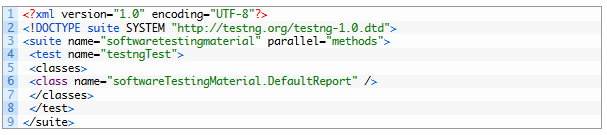 1 <?xml version="1.0" encoding="UTF-8"?>
2 <!DOCTYPE suite SYSTEM "http://testng.org/testng-1.0.dtd">
3 <suite name="softwaretestingmaterial" parallel="methods">
4 <test name="testngTest">
5 <classes>
6 <class name="softwareTestingMaterial.DefaultReport" />
7 </classes>
8 </test>
9 </suite>